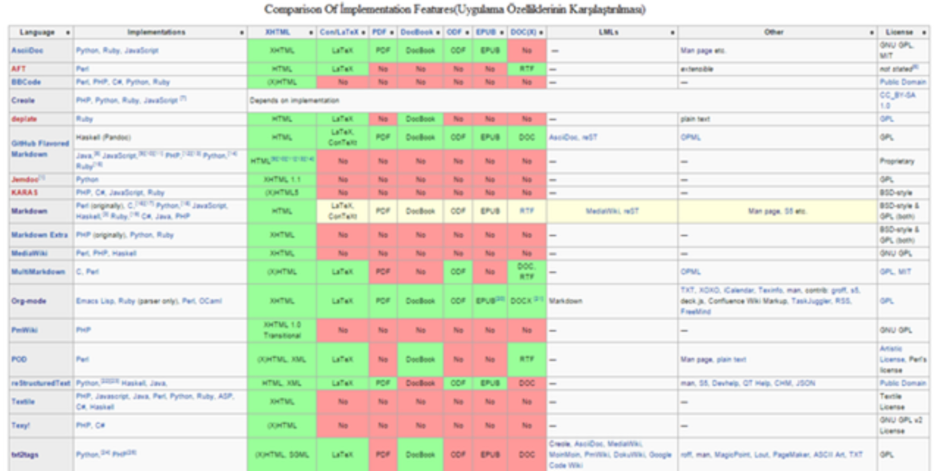 Comparison Of Implementation Features(Uygulama Özelliklerinin Karşılaştırılması)
Language Implementations XHTML Con/LaTeX PDF DocBook ODF EPUB DOC(X) LMLs Other License
AsciiDoc Python, Ruby, JavaScript XHTML LaTeX PDF DocBook ODF EPUB No — Man page etc. GNU GPL, MIT
AFT Perl HTML LaTeX No No No No RTF — extensible not stated
BBCode Perl, PHP, C#, Python, Ruby (X)HTML No No No No No No — — Public Domain
Creole PHP, Python, Ruby, JavaScript Depends on implementation CC_BY-SA 1.0
deplate Ruby HTML LaTeX No DocBook No No No — plain text GPL
GitHub Flavored Markdown Haskell (Pandoc) HTML LaTeX, ConTeXt PDF DocBook ODF EPUB DOC AsciiDoc, reST OPML GPL
Java, JavaScript, PHP, Python, Ruby HTML No No No No No No — — Proprietary
Jemdoc Python XHTML 1.1 No No No No No No — — GPL
KARAS PHP, C#, JavaScript, Ruby (X)HTML5 No No No No No No — — BSD-style
Markdown Perl (originally), C, Python, JavaScript, Haskell, Ruby, C#, Java, PHP HTML LaTeX, ConTeXt PDF DocBook ODF EPUB RTF MediaWiki, reST Man page, S5 etc. BSD-style & GPL (both)
Markdown Extra PHP (originally), Python, Ruby XHTML No No No No No No — — BSD-style & GPL (both)
MediaWiki Perl, PHP, Haskell XHTML No No No No No No — — GNU GPL
MultiMarkdown C, Perl (X)HTML LaTeX PDF No ODF No DOC, RTF — OPML GPL, MIT
Org-mode Emacs Lisp, Ruby (parser only), Perl, OCaml XHTML LaTeX PDF DocBook ODF EPUB DOCX Markdown TXT, XOXO, iCalendar, Texinfo, man, contrib: groff, s5, deck.js, Confluence Wiki Markup, TaskJuggler, RSS, FreeMind GPL
PmWiki PHP XHTML 1.0 Transitional No No No No No No — — GNU GPL
POD Perl (X)HTML, XML LaTeX No DocBook No No RTF — Man page, plain text Artistic License, Perl's license
reStructuredText Python, Haskell, Java, HTML, XML LaTeX PDF DocBook ODF EPUB DOC — man, S5, Devhelp, QT Help, CHM, JSON Public Domain
Textile PHP, Javascript, Java, Perl, Python, Ruby, ASP, C#, Haskell XHTML No No No No No No — — Textile License
Texy! PHP, C# (X)HTML No No No No No No — — GNU GPL v2 License
txt2tags Python, PHP (X)HTML, SGML LaTeX No DocBook No No No Creole, AsciiDoc, MediaWiki, MoinMoin, PmWiki, DokuWiki, Google Code Wiki roff, man, MagicPoint, Lout, PageMaker, ASCII Art, TXT GPL